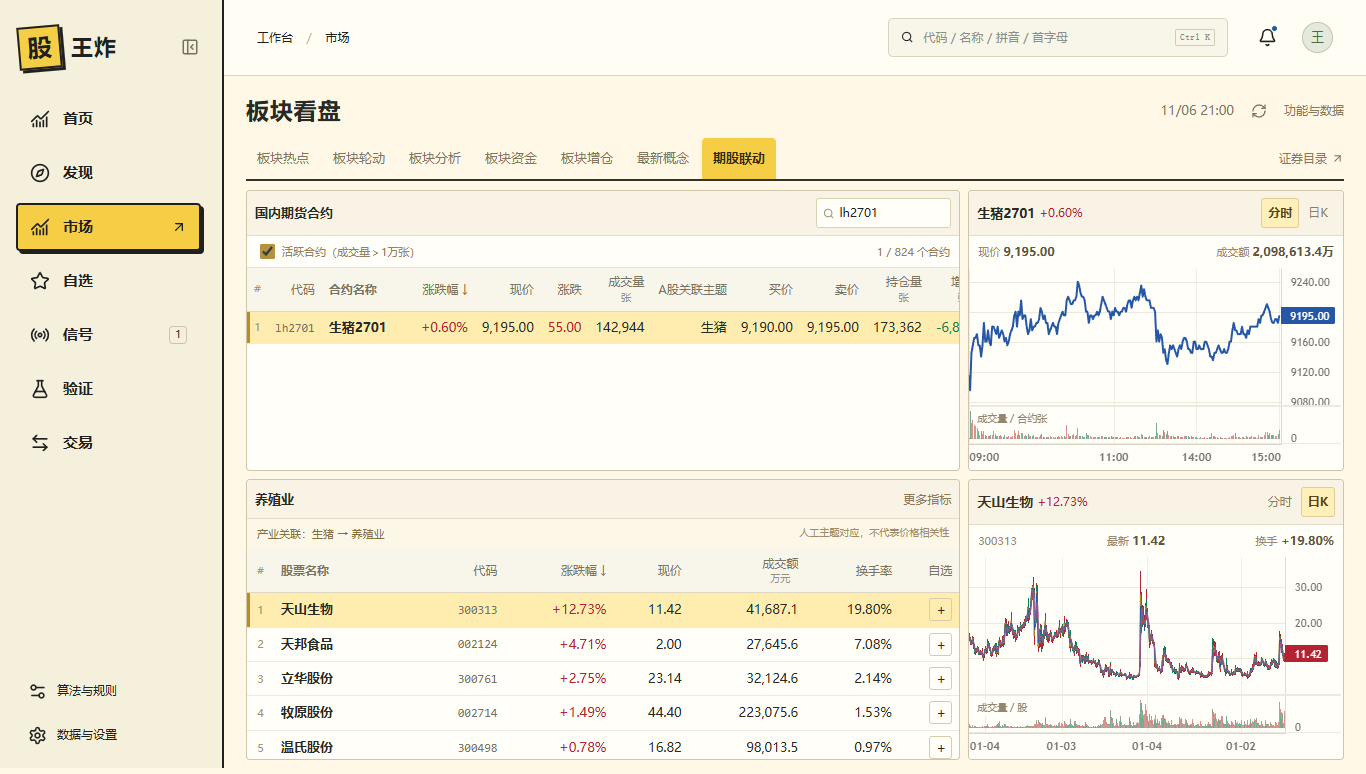 股 王炸
首页
发现
市场
自选
信号 1
验证
交易
算法与规则
数据与设置
工作台 / 市场
代码 / 名称 / 拼音 / 首字母 Ctrl K
王
板块看盘
11/06 21:00 功能与数据
板块热点 板块轮动 板块分析 板块资金 板块增仓 最新概念 期股联动 证券目录
国内期货合约 lh2701
活跃合约（成交量 > 1万张） 1 / 824 个合约
# 代码 合约名称 涨跌幅↓ 现价 涨跌 成交量 张 A股关联主题 买价 卖价 持仓量 张
1 lh2701 生猪2701 +0.60% 9,195.00 55.00 142,944 生猪 9,190.00 9,195.00 173,362 -6,8
生猪2701 +0.60% 分时 日K
现价 9,195.00 成交额 2,098,613.4万
9240.00
9195.00
9160.00
9120.00
9080.00
成交量 / 合约张
0
09:00 11:00 14:00 15:00
养殖业 更多指标
产业关联：生猪 → 养殖业 人工主题对应，不代表价格相关性
# 股票名称 代码 涨跌幅↓ 现价 成交额 万元 换手率 自选
1 天山生物 300313 +12.73% 11.42 41,687.1 19.80% +
2 天邦食品 002124 +4.71% 2.00 27,645.6 7.08% +
3 立华股份 300761 +2.75% 23.14 32,124.6 2.14% +
4 牧原股份 002714 +1.49% 44.40 223,075.6 1.53% +
5 温氏股份 300498 +0.78% 16.82 98,013.5 0.97% +
天山生物 +12.73% 分时 日K
300313 最新 11.42 换手 +19.80%
30.00
20.00
11.42
成交量 / 股
0
01-04 01-03 01-04 01-02